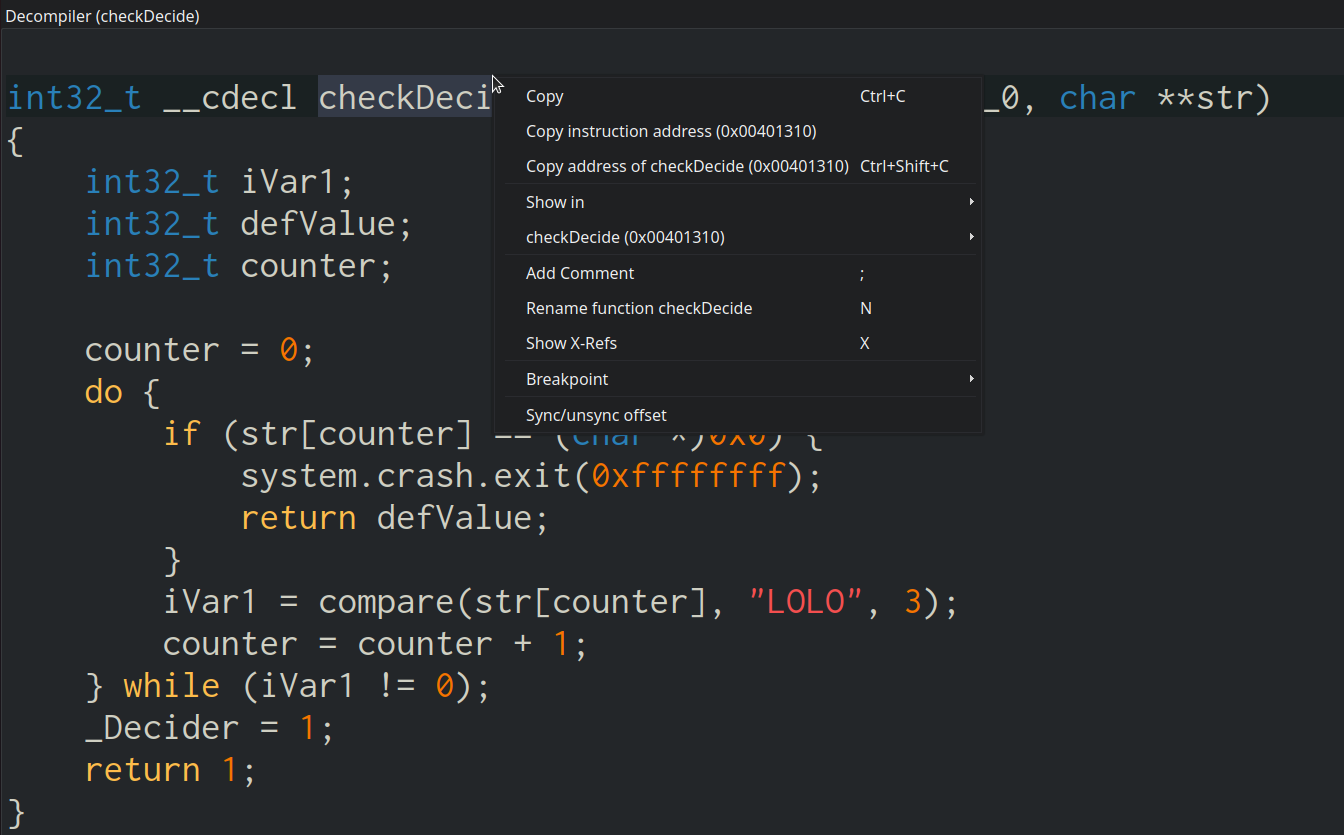 Decompiler (checkDecide)
int32_t __cdecl checkDeci _0, char **str)
{
int32_t iVar1;
int32_t defValue;
int32_t counter;
counter = 0;
do {
if (str[counter] == (char *)0x0) {
system.crash.exit(0xffffffff);
return defValue;
}
iVar1 = compare(str[counter], "LOLO", 3);
counter = counter + 1;
} while (iVar1 != 0);
_Decider = 1;
return 1;
}
Copy Ctrl+C
Copy instruction address (0x00401310)
Copy address of checkDecide (0x00401310) Ctrl+Shift+C
Show in
checkDecide (0x00401310)
Add Comment ;
Rename function checkDecide N
Show X-Refs X
Breakpoint
Sync/unsync offset